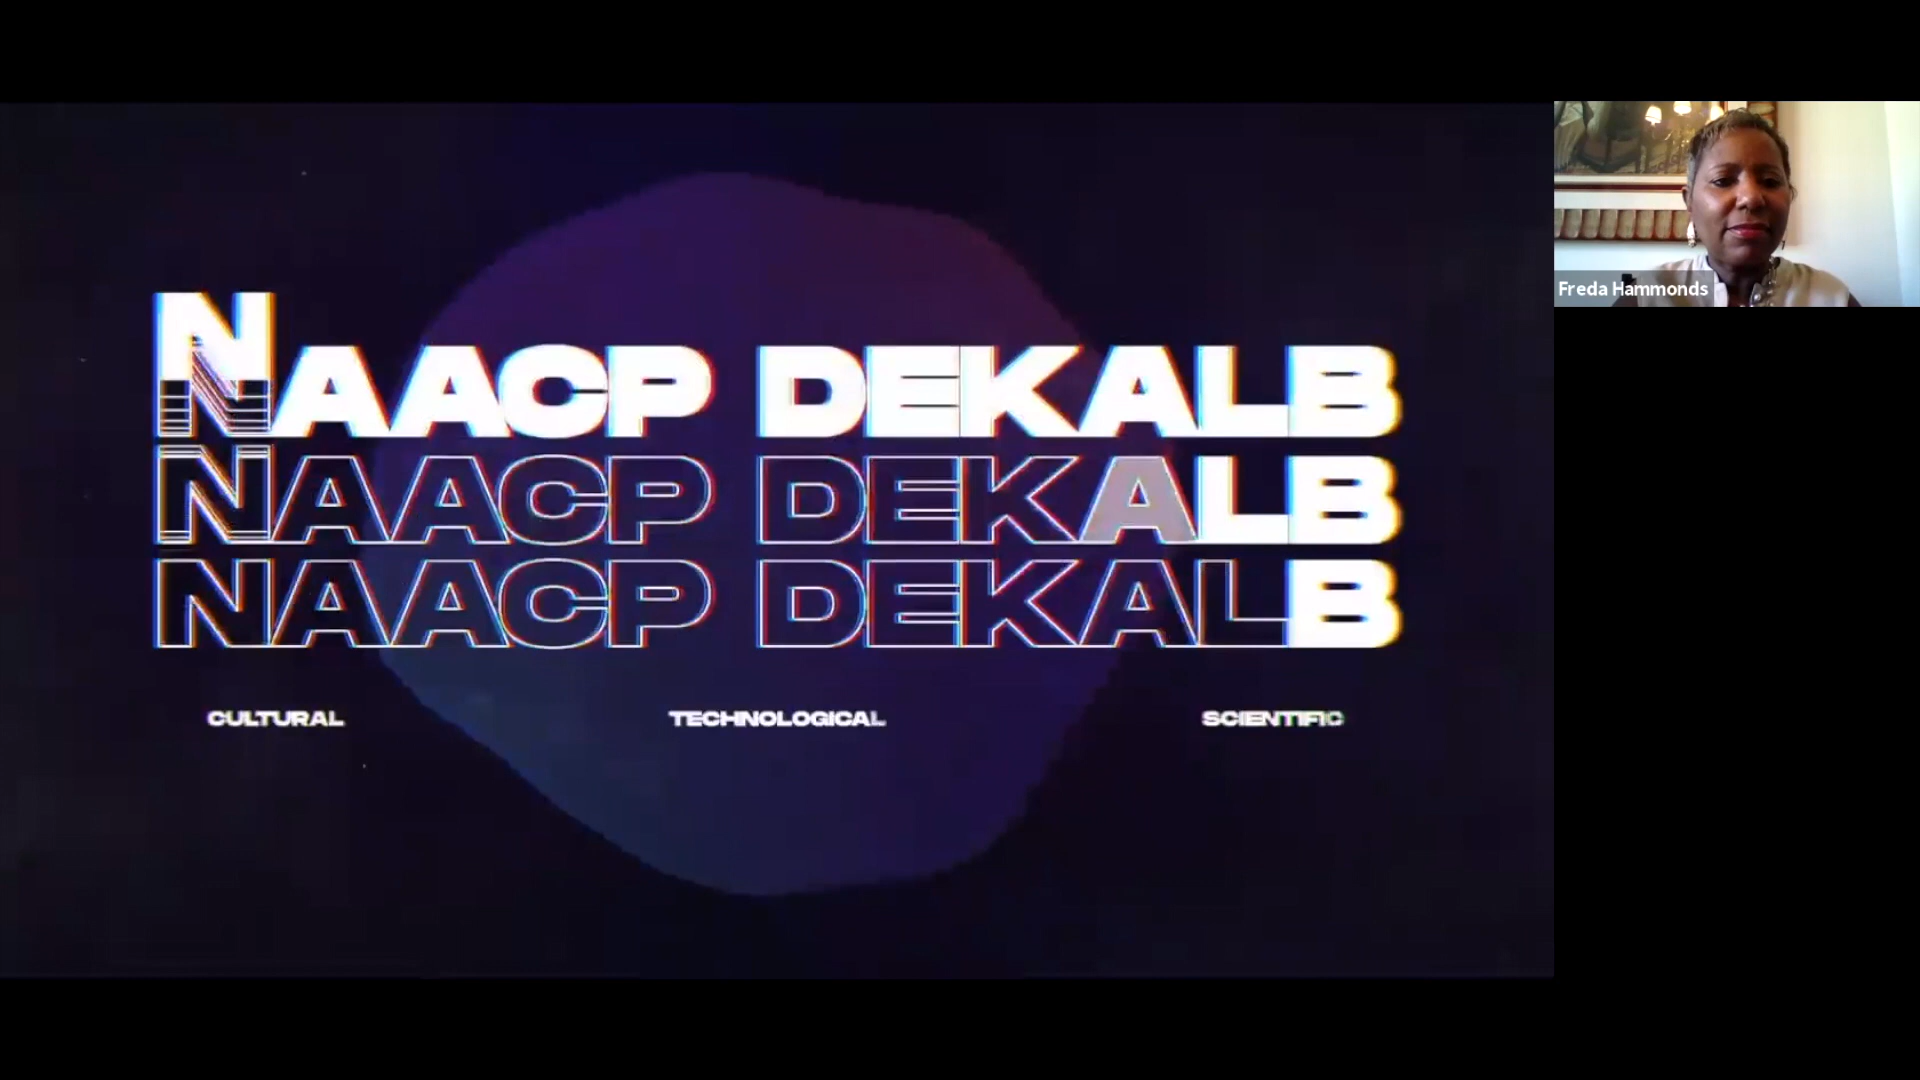 NAACP DEKALB
NAACP DEKALB
NAACP DEKALB
CULTURAL TECHNOLOGICAL SCIENTIFIC
Freda Hammonds